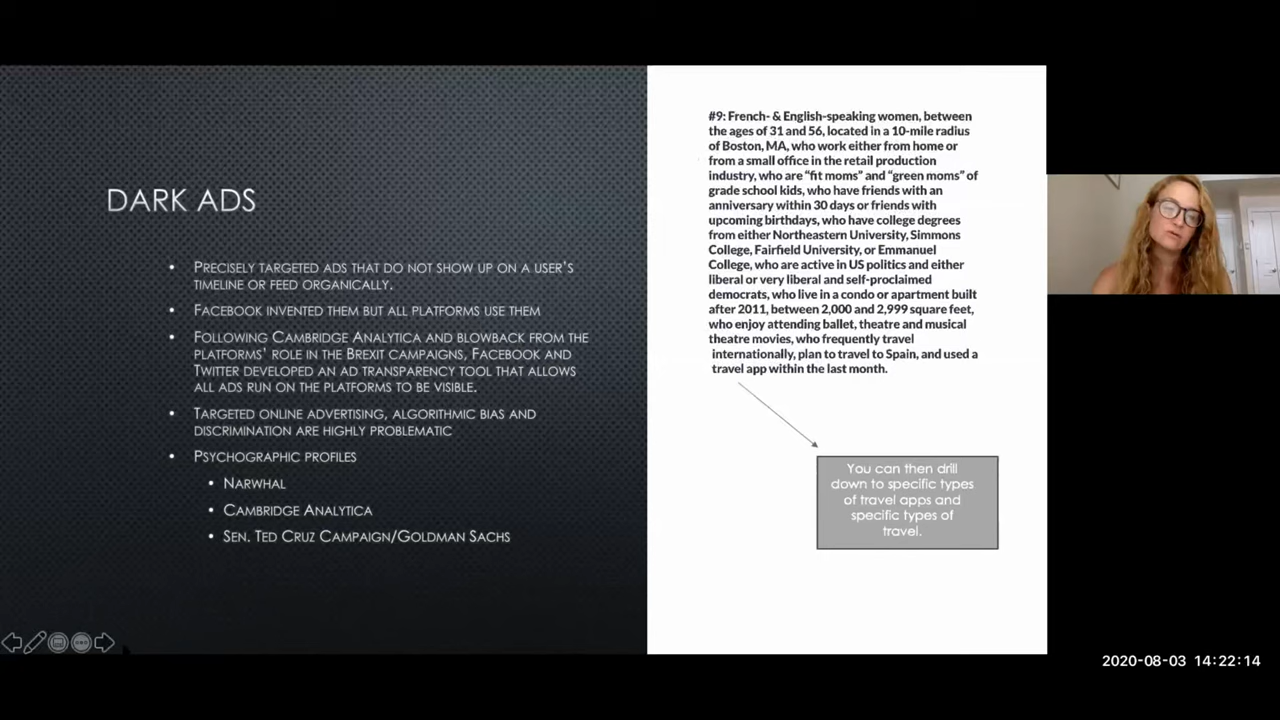 DARK ADS
• PRECISELY TARGETED ADS THAT DO NOT SHOW UP ON A USER'S
TIMELINE OR FEED ORGANICALLY.
• FACEBOOK INVENTED THEM BUT ALL PLATFORMS USE THEM
• FOLLOWING CAMBRIDGE ANALYTICA AND BLOWBACK FROM THE
PLATFORMS' ROLE IN THE BREXIT CAMPAIGNS, FACEBOOK AND
TWITTER DEVELOPED AN AD TRANSPARENCY TOOL THAT ALLOWS
ALL ADS RUN ON THE PLATFORMS TO BE VISIBLE.
• TARGETED ONLINE ADVERTISING, ALGORITHMIC BIAS AND
DISCRIMINATION ARE HIGHLY PROBLEMATIC
• PSYCHOGRAPHIC PROFILES
• NARWHAL
• CAMBRIDGE ANALYTICA
• SEN. TED CRUZ CAMPAIGN/GOLDMAN SACHS
#9: French- & English-speaking women, between
the ages of 31 and 56, located in a 10-mile radius
of Boston, MA, who work either from home or
from a small office in the retail production
industry, who are "fit moms" and "green moms" of
grade school kids, who have friends with an
anniversary within 30 days or friends with
upcoming birthdays, who have college degrees
from either Northeastern University, Simmons
College, Fairfield University, or Emmanuel
College, who are active in US politics and either
liberal or very liberal and self-proclaimed
democrats, who live in a condo or apartment built
after 2011, between 2,000 and 2,999 square feet,
who enjoy attending ballet, theatre and musical
theatre movies, who frequently travel
internationally, plan to travel to Spain, and used a
travel app within the last month.
You can then drill
down to specific types
of travel apps and
specific types of
travel.
2020-08-03 14:22:14